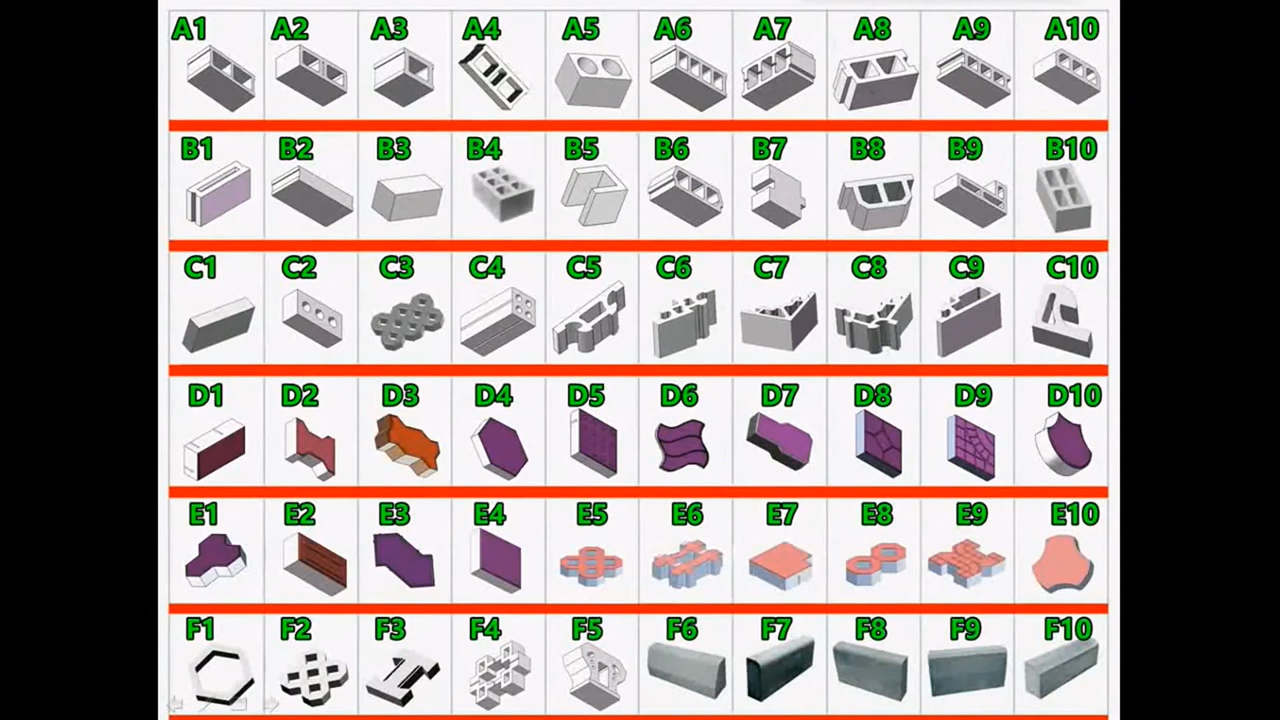 A1 A2 A3 A4 A5 A6 A7 A8 A9 A10
B1 B2 B3 B4 B5 B6 B7 B8 B9 B10
C1 C2 C3 C4 C5 C6 C7 C8 C9 C10
D1 D2 D3 D4 D5 D6 D7 D8 D9 D10
E1 E2 E3 E4 E5 E6 E7 E8 E9 E10
F1 F2 F3 F4 F5 F6 F7 F8 F9 F10